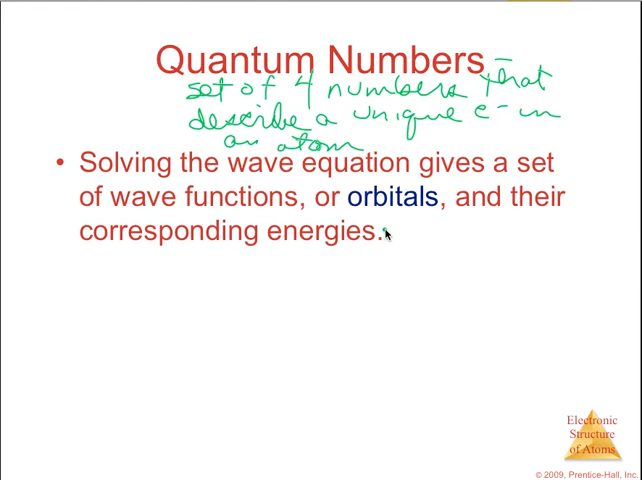 Quantum Numbers
set of 4 numbers that
describe a unique e- in
an atom
• Solving the wave equation gives a set
of wave functions, or orbitals, and their
corresponding energies.
Electronic
Structure
of Atoms
© 2009, Prentice-Hall, Inc.